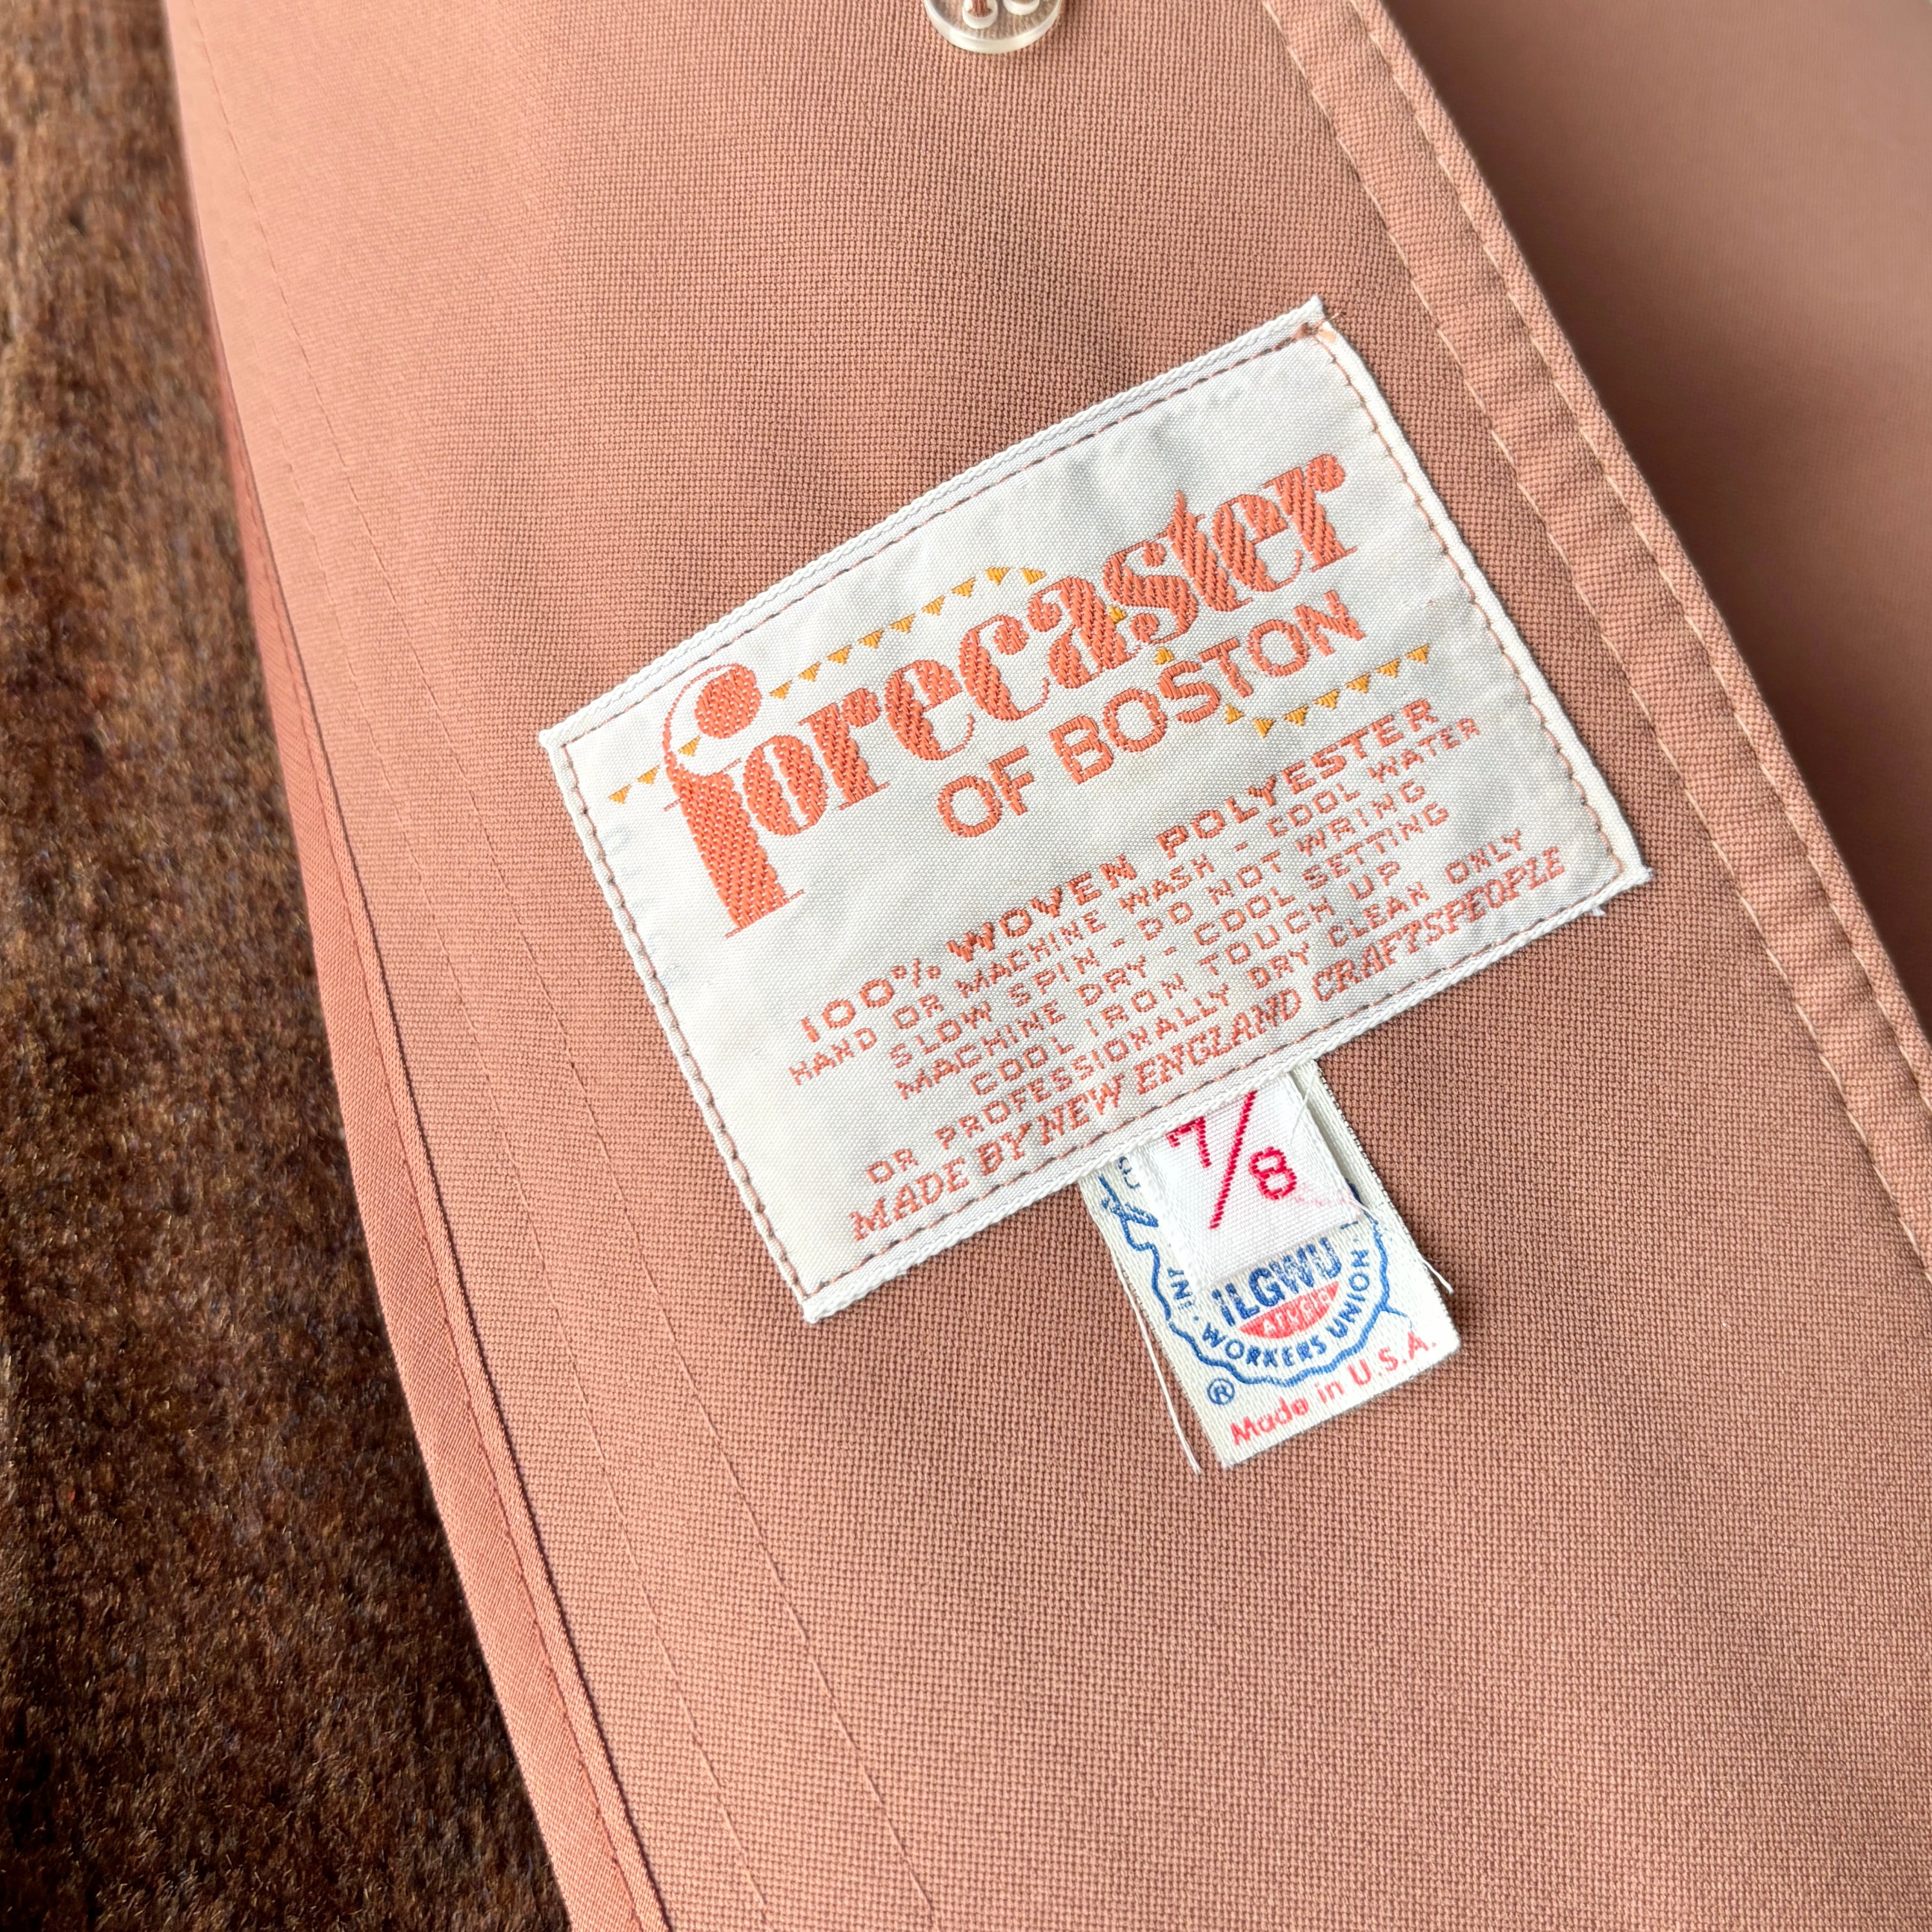 forecaster
OF BOSTON
100% WOVEN POLYESTER
HAND OR MACHINE WASH - COOL WATER
SLOW SPIN - DO NOT WRING
MACHINE DRY - COOL SETTING
COOL IRON TOUCH UP
OR PROFESSIONALLY DRY CLEAN ONLY
MADE BY NEW ENGLAND CRAFTSPEOPLE
7/8
ILGWU
WORKERS UNION
®
Made in U.S.A.